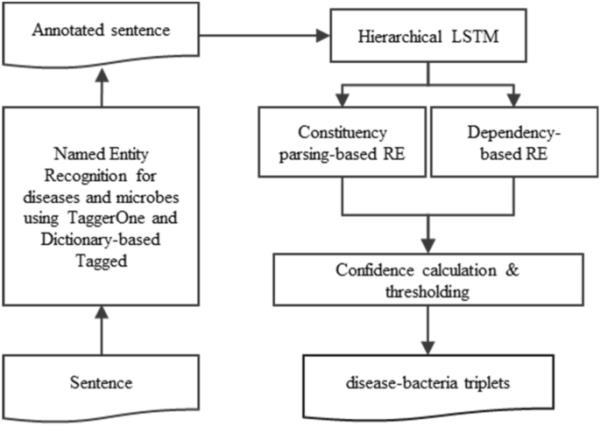 Annotated sentence
Hierarchical LSTM
Constituency
parsing-based RE
Dependency-
based RE
Named Entity
Recognition for
diseases and microbes
using TaggerOne and
Dictionary-based
Tagged
Confidence calculation &
thresholding
Sentence
disease-bacteria triplets